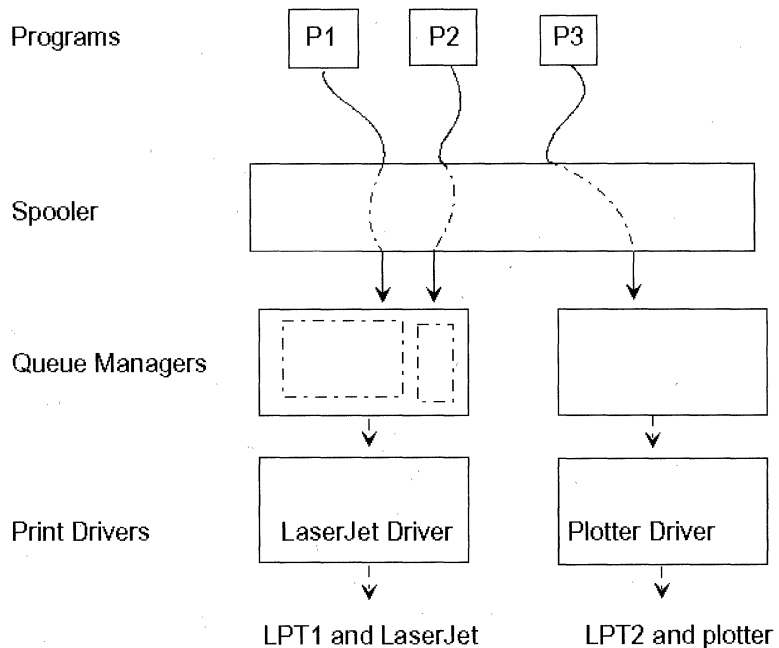 Programs P1 P2 P3
Spooler
Queue Managers
Print Drivers LaserJet Driver Plotter Driver
LPT1 and LaserJet LPT2 and plotter